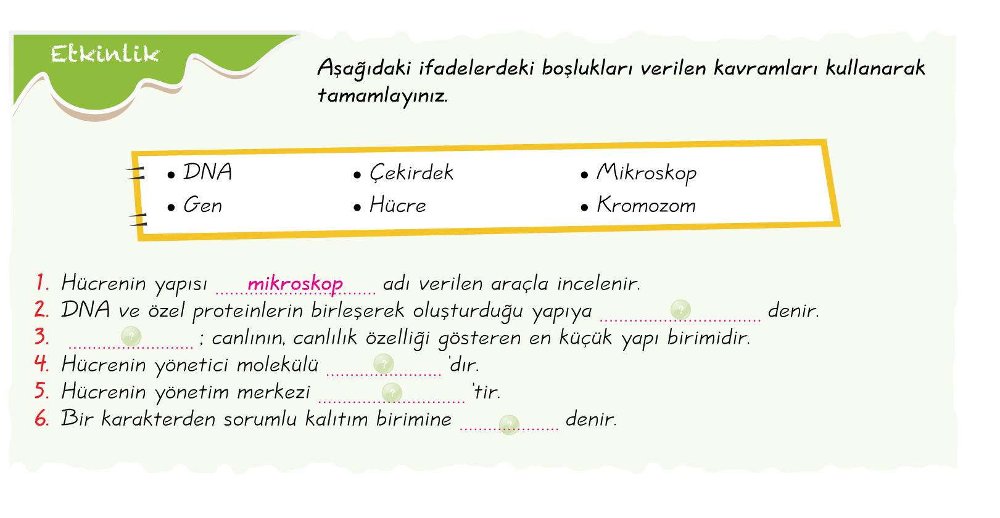 Etkinlik
Aşağıdaki ifadelerdeki boşlukları verilen kavramları kullanarak
tamamlayınız.
• DNA • Çekirdek • Mikroskop
• Gen • Hücre • Kromozom
1. Hücrenin yapısı mikroskop adı verilen araçla incelenir.
2. DNA ve özel proteinlerin birleşerek oluşturduğu yapıya ? denir.
3. ? ; canlının, canlılık özelliği gösteren en küçük yapı birimidir.
4. Hücrenin yönetici molekülü ? 'dır.
5. Hücrenin yönetim merkezi ? 'tir.
6. Bir karakterden sorumlu kalıtım birimine ? denir.